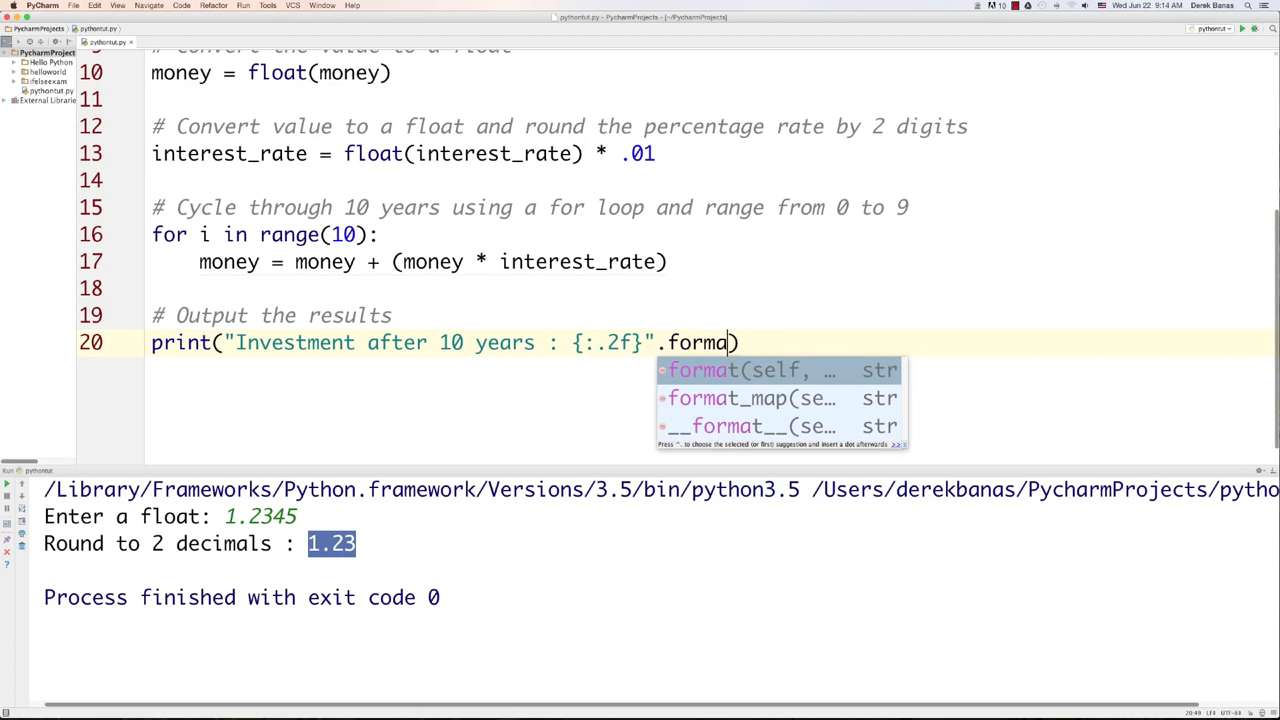 PyCharm File Edit View Navigate Code Refactor Run Tools VCS Window Help 10 Wed Jun 22 9:14 AM Derek Banas
pythontut.py - PycharmProjects - [~/PycharmProjects]
PycharmProjects pythontut.py pythontut
pythontut.py
PycharmProject
Hello Python
helloworld
ifelseexam
pythontut.py
External Librarie
9 # Convert the value to a float
10 money = float(money)
11
12 # Convert value to a float and round the percentage rate by 2 digits
13 interest_rate = float(interest_rate) * .01
14
15 # Cycle through 10 years using a for loop and range from 0 to 9
16 for i in range(10):
17 money = money + (money * interest_rate)
18
19 # Output the results
20 print("Investment after 10 years : {:.2f}".forma)
format(self, … str
format_map(se… str
__format__(se… str
Press ^. to choose the selected (or first) suggestion and insert a dot afterwards >>
Run pythontut
/Library/Frameworks/Python.framework/Versions/3.5/bin/python3.5 /Users/derekbanas/PycharmProjects/pytho
Enter a float: 1.2345
Round to 2 decimals : 1.23
Process finished with exit code 0
20:49 LF‡ UTF-8‡